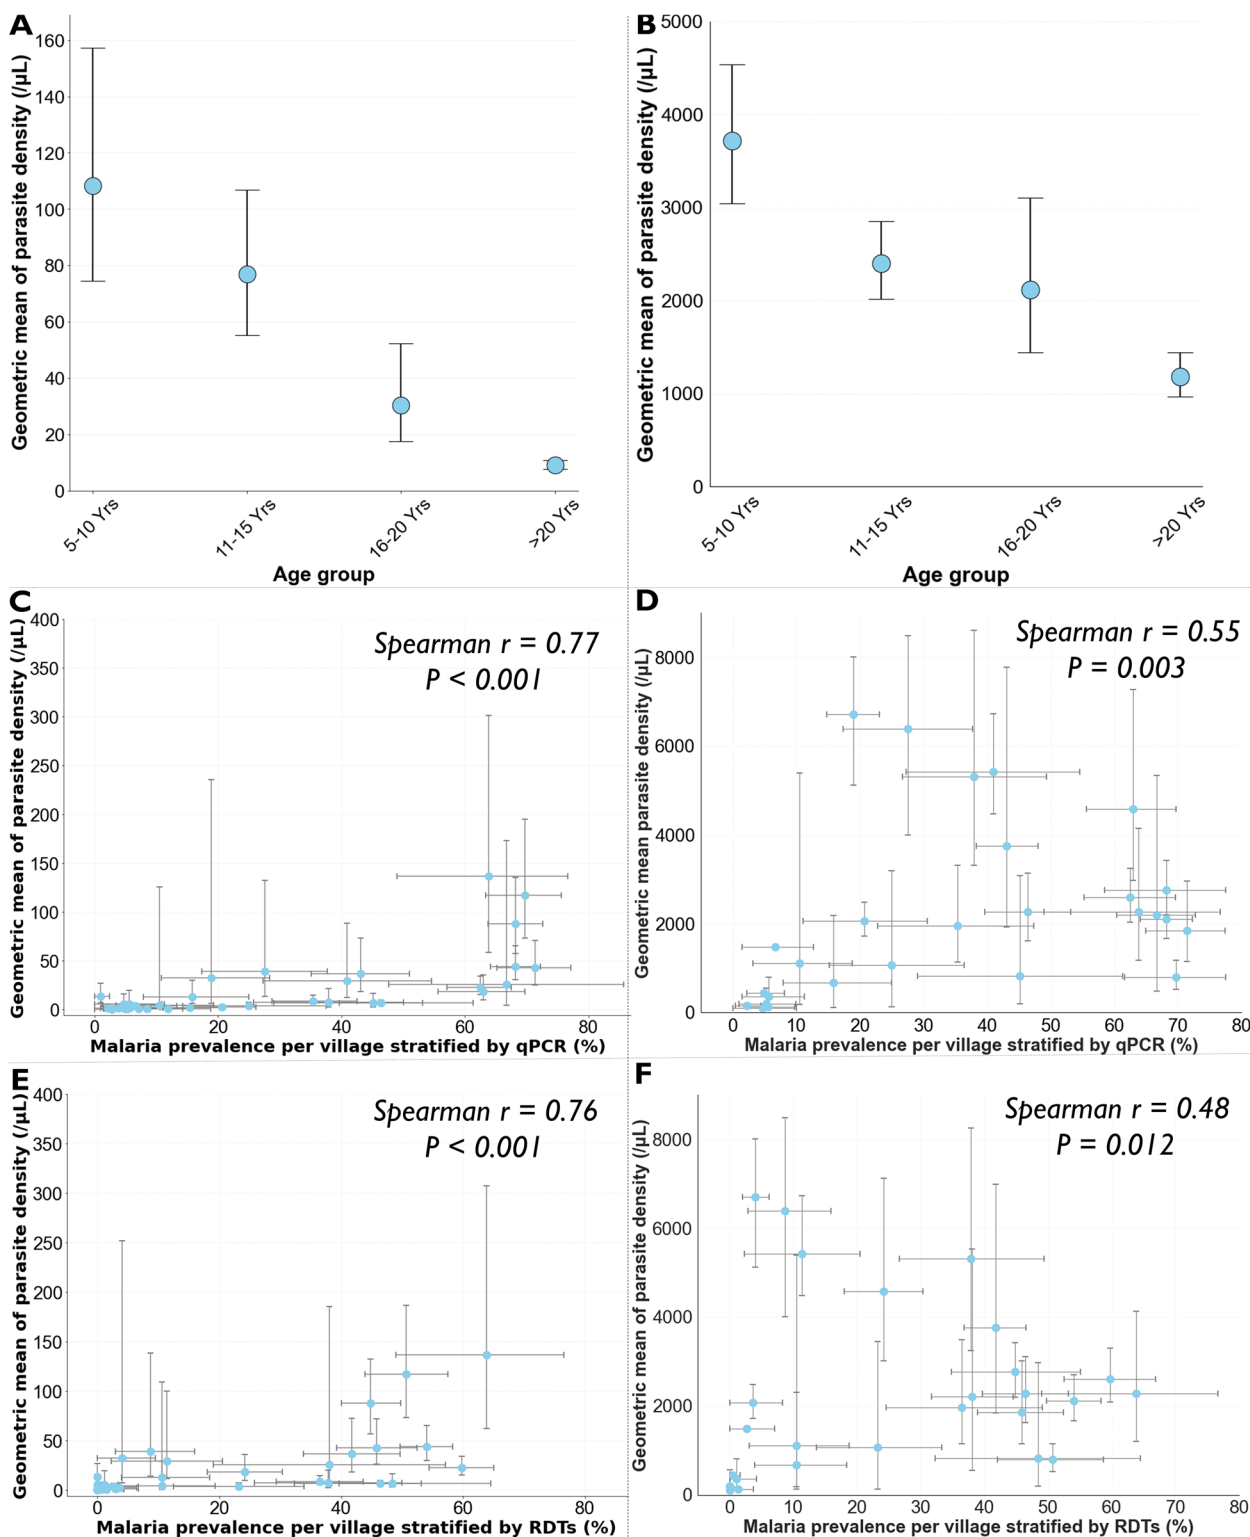 A
Geometric mean of parasite density (/µL)
160
140
120
100
80
60
40
20
0
5-10 Yrs
11-15 Yrs
16-20 Yrs
>20 Yrs
Age group
B
Geometric mean of parasite density (/µL)
5000
4000
3000
2000
1000
0
5-10 Yrs
11-15 Yrs
16-20 Yrs
>20 Yrs
Age group
C
Geometric mean of parasite density (/µL)
400
350
300
250
200
150
100
50
0
Spearman r = 0.77
P < 0.001
0 20 40 60 80
Malaria prevalence per village stratified by qPCR (%)
D
Geometric mean parasite density (/µL)
8000
6000
4000
2000
0
Spearman r = 0.55
P = 0.003
0 10 20 30 40 50 60 70 80
Malaria prevalence per village stratified by qPCR (%)
E
Geometric mean of parasite density (/µL)
400
350
300
250
200
150
100
50
0
Spearman r = 0.76
P < 0.001
0 20 40 60 80
Malaria prevalence per village stratified by RDTs (%)
F
Geometric mean of parasite density (/µL)
8000
6000
4000
2000
0
Spearman r = 0.48
P = 0.012
0 10 20 30 40 50 60 70 80
Malaria prevalence per village stratified by RDTs (%)